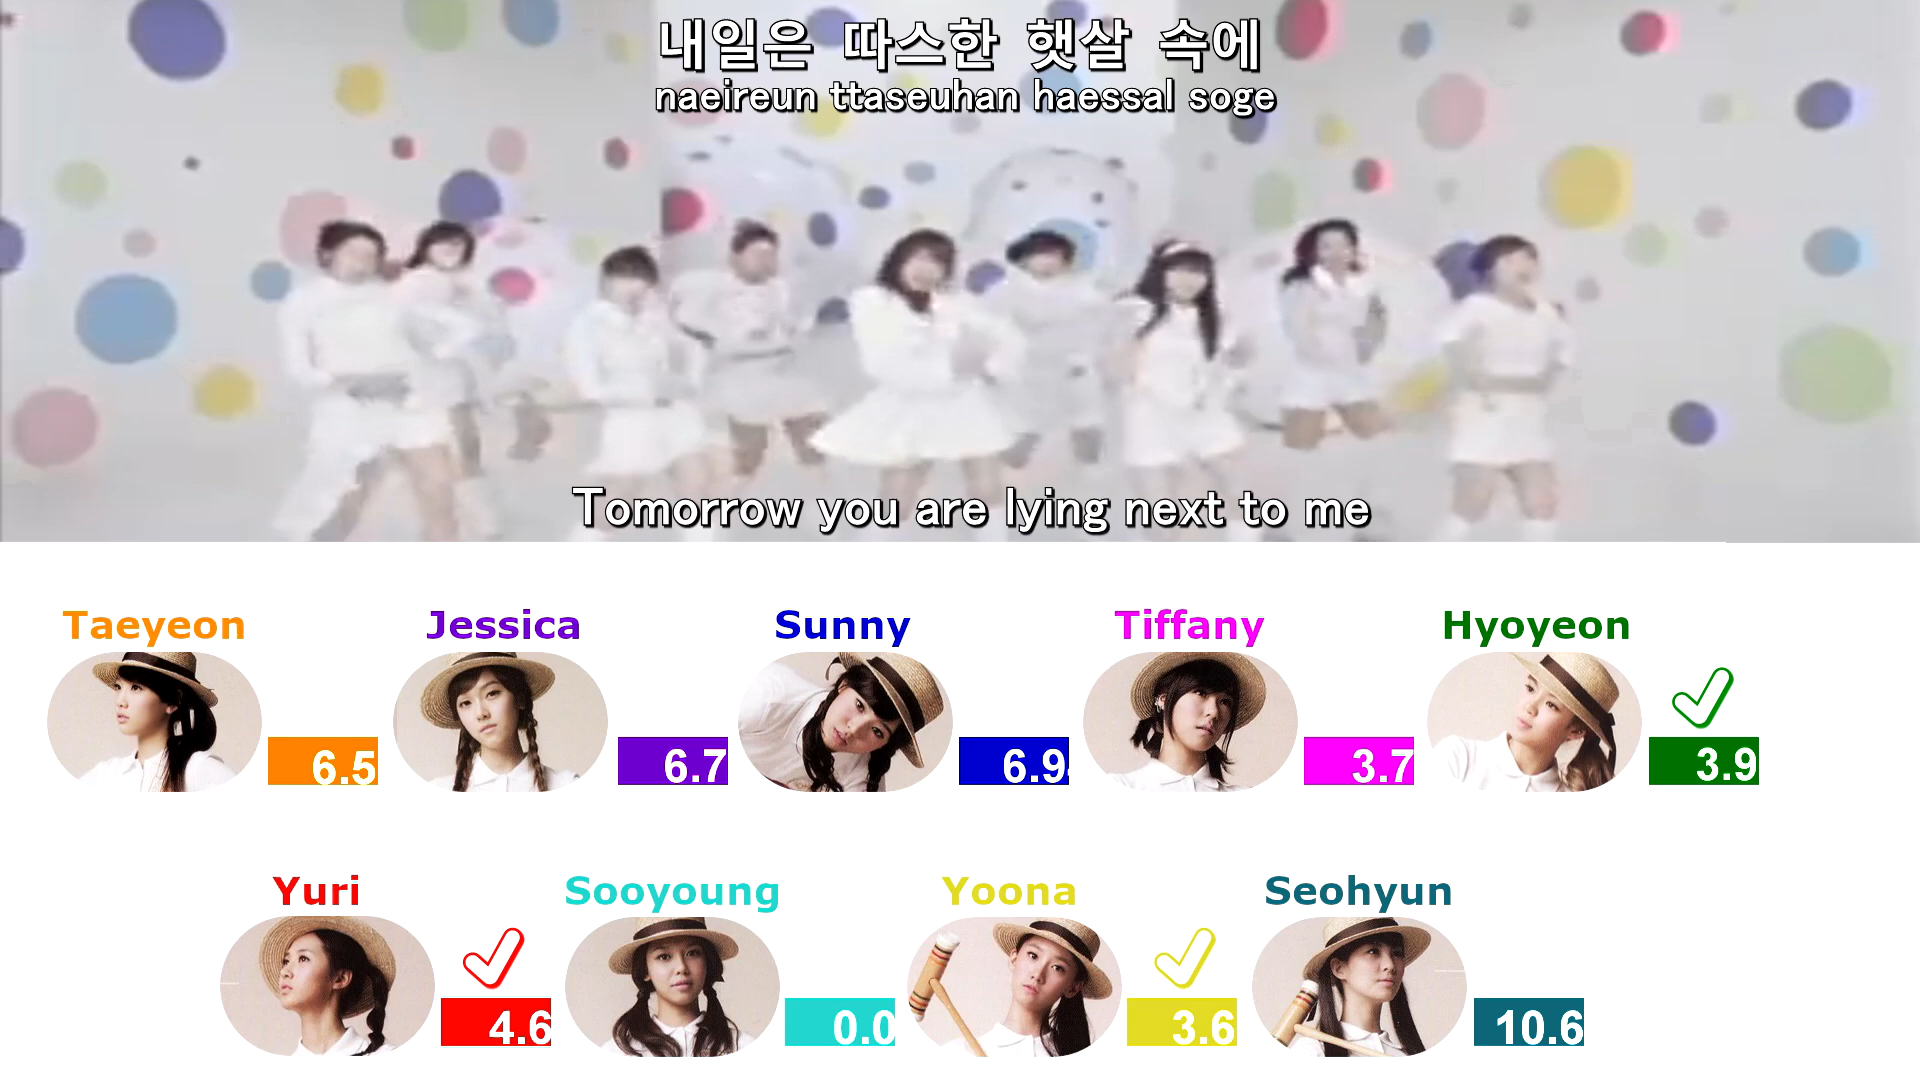 내일은 따스한 햇살 속에
naeireun ttaseuhan haessal soge
Tomorrow you are lying next to me
Taeyeon
Jessica
Sunny
Tiffany
Hyoyeon
6.5
6.7
6.9
3.7
3.9
Yuri
Sooyoung
Yoona
Seohyun
4.6
0.0
3.6
10.6